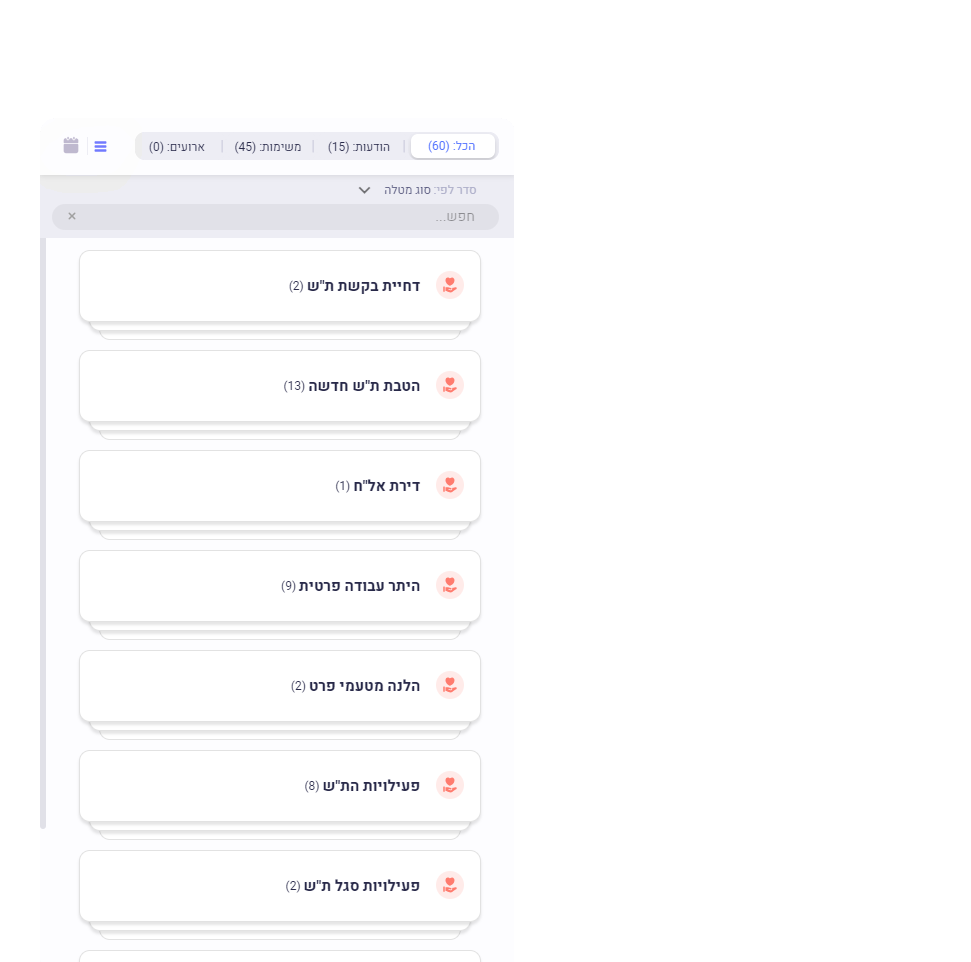 הכל: (60) | הודעות: (15) | משימות: (45) | ארועים: (0)
סדר לפי: סוג מטלה
חפש...
דחיית בקשת ת"ש (2)
הטבת ת"ש חדשה (13)
דירת אל"ח (1)
היתר עבודה פרטית (9)
הלנה מטעמי פרט (2)
פעילויות הת"ש (8)
פעילויות סגל ת"ש (2)